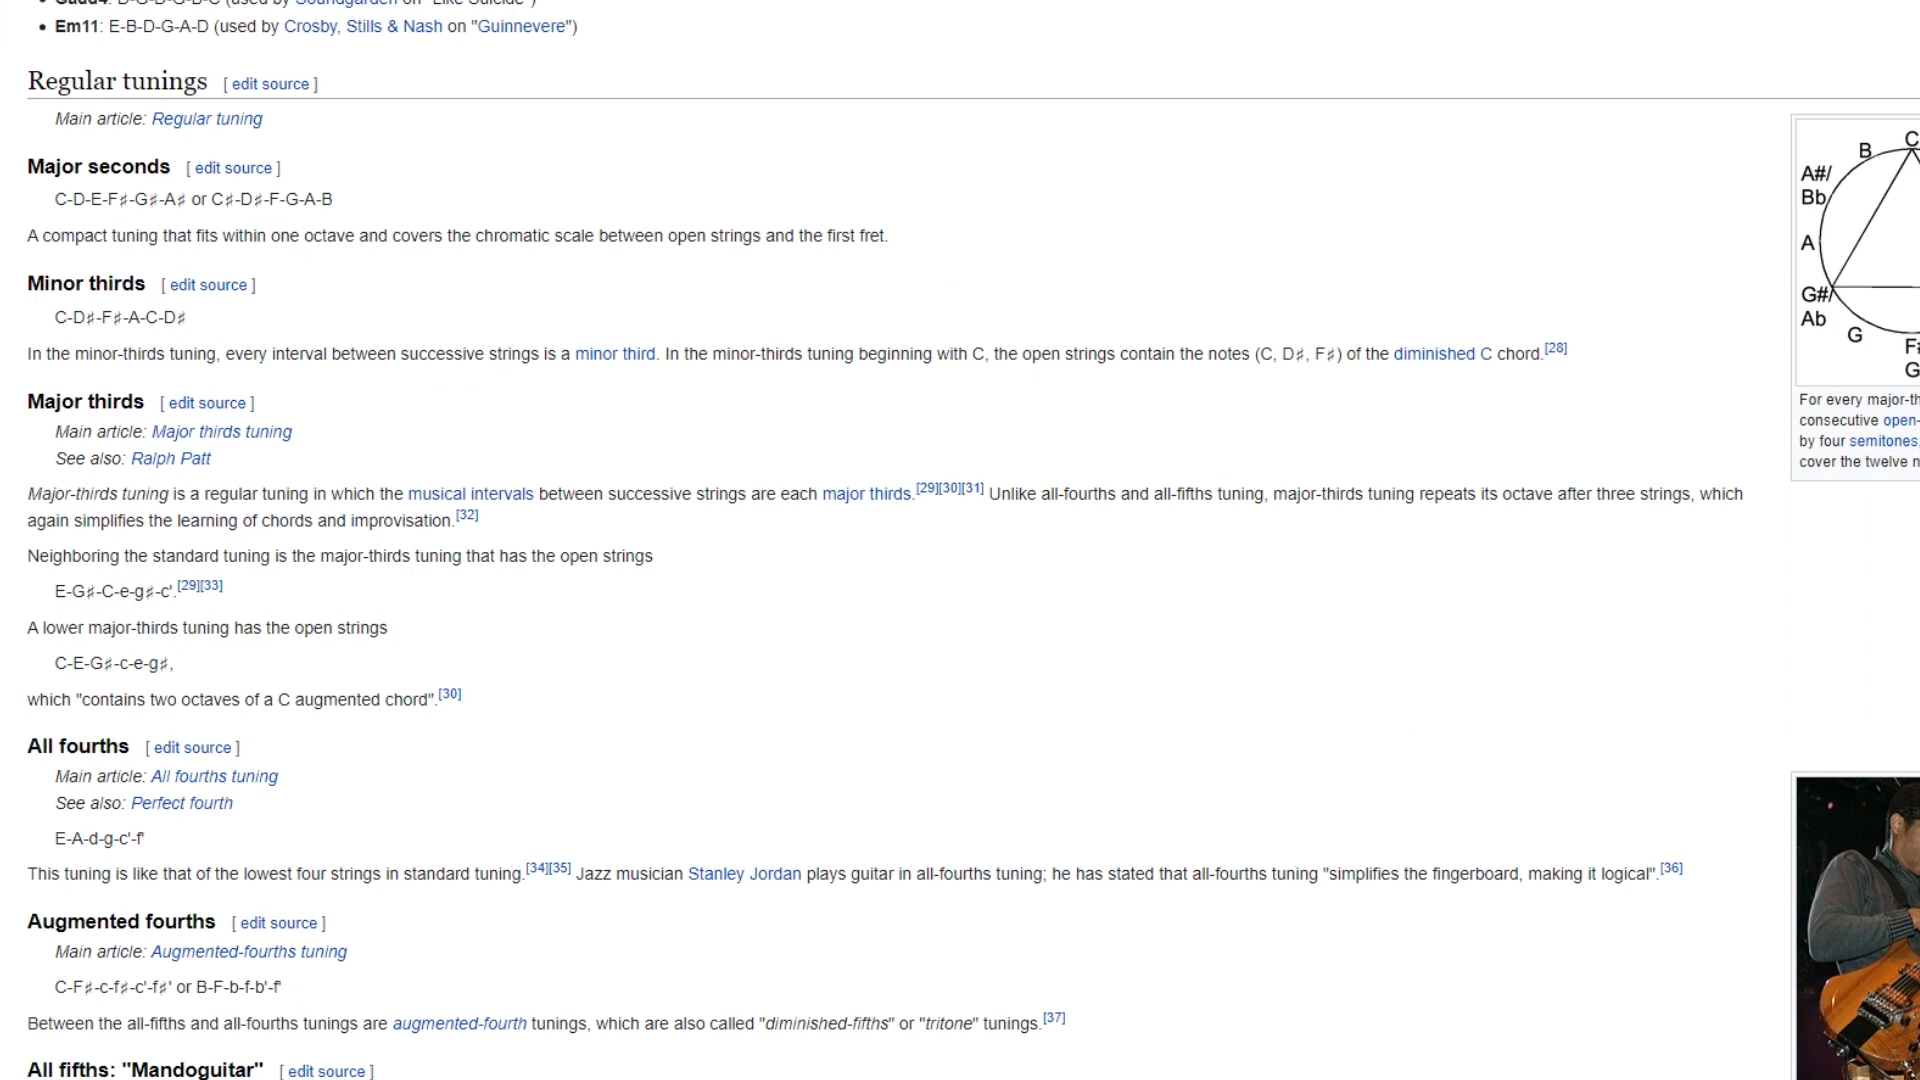 Gadd4: D-G-D-G-B-C (used by Soundgarden on "Like Suicide")
• Em11: E-B-D-G-A-D (used by Crosby, Stills & Nash on "Guinnevere")
Regular tunings [ edit source ]
Main article: Regular tuning
Major seconds [ edit source ]
C-D-E-F♯-G♯-A♯ or C♯-D♯-F-G-A-B
A compact tuning that fits within one octave and covers the chromatic scale between open strings and the first fret.
Minor thirds [ edit source ]
C-D♯-F♯-A-C-D♯
In the minor-thirds tuning, every interval between successive strings is a minor third. In the minor-thirds tuning beginning with C, the open strings contain the notes (C, D♯, F♯) of the diminished C chord.[28]
Major thirds [ edit source ]
Main article: Major thirds tuning
See also: Ralph Patt
Major-thirds tuning is a regular tuning in which the musical intervals between successive strings are each major thirds.[29][30][31] Unlike all-fourths and all-fifths tuning, major-thirds tuning repeats its octave after three strings, which
again simplifies the learning of chords and improvisation.[32]
Neighboring the standard tuning is the major-thirds tuning that has the open strings
E-G♯-C-e-g♯-c'.[29][33]
A lower major-thirds tuning has the open strings
C-E-G♯-c-e-g♯,
which "contains two octaves of a C augmented chord".[30]
All fourths [ edit source ]
Main article: All fourths tuning
See also: Perfect fourth
E-A-d-g-c'-f'
This tuning is like that of the lowest four strings in standard tuning.[34][35] Jazz musician Stanley Jordan plays guitar in all-fourths tuning; he has stated that all-fourths tuning "simplifies the fingerboard, making it logical".[36]
Augmented fourths [ edit source ]
Main article: Augmented-fourths tuning
C-F♯-c-f♯-c'-f♯' or B-F-b-f-b'-f'
Between the all-fifths and all-fourths tunings are augmented-fourth tunings, which are also called "diminished-fifths" or "tritone" tunings.[37]
All fifths: "Mandoguitar" [ edit source ]
C
B
A#/
Bb
A
G#/
Ab
G
F#
G
For every major-th
consecutive open-
by four semitones,
cover the twelve n